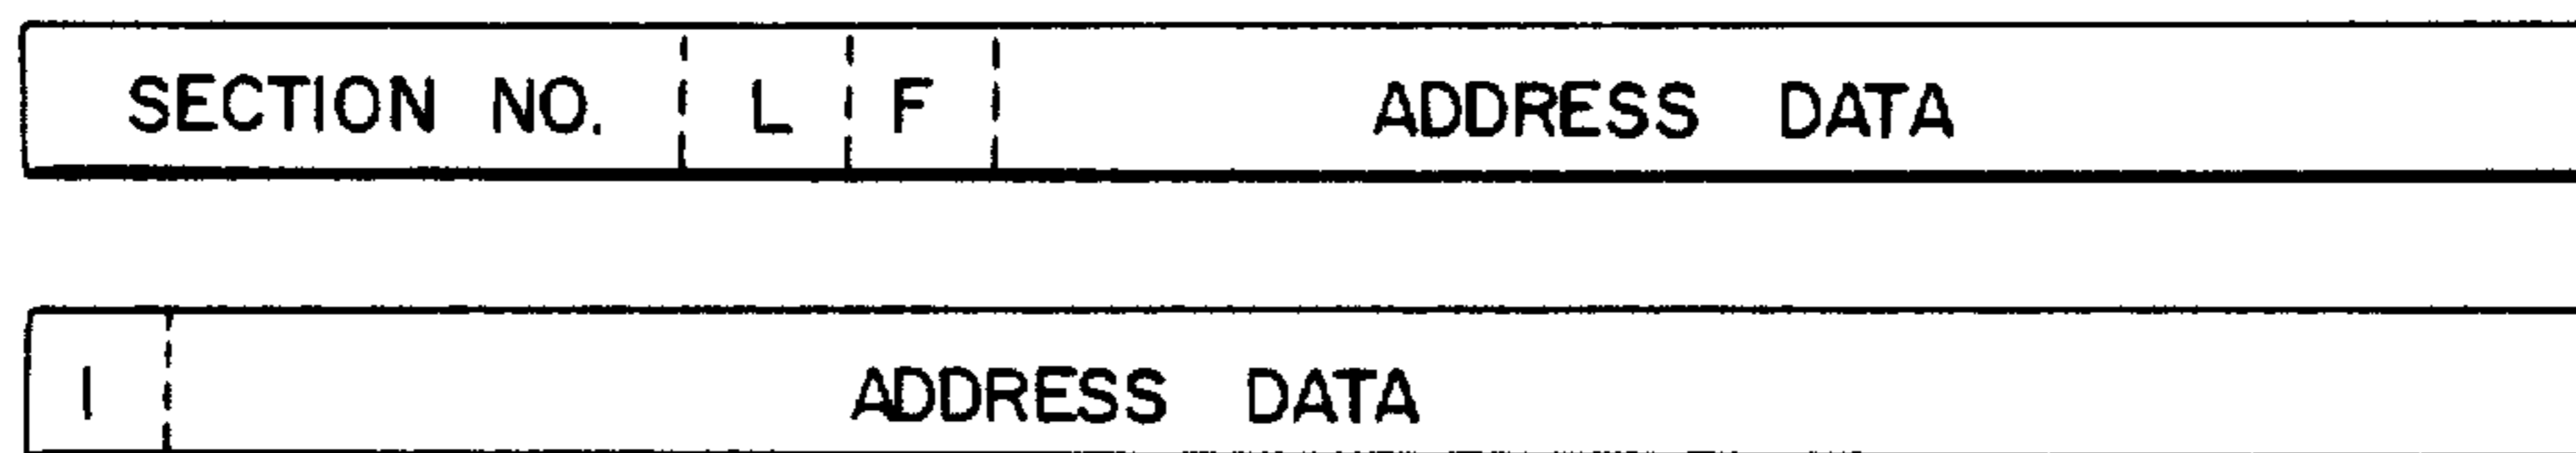 SECTION NO. L F ADDRESS DATA
I ADDRESS DATA